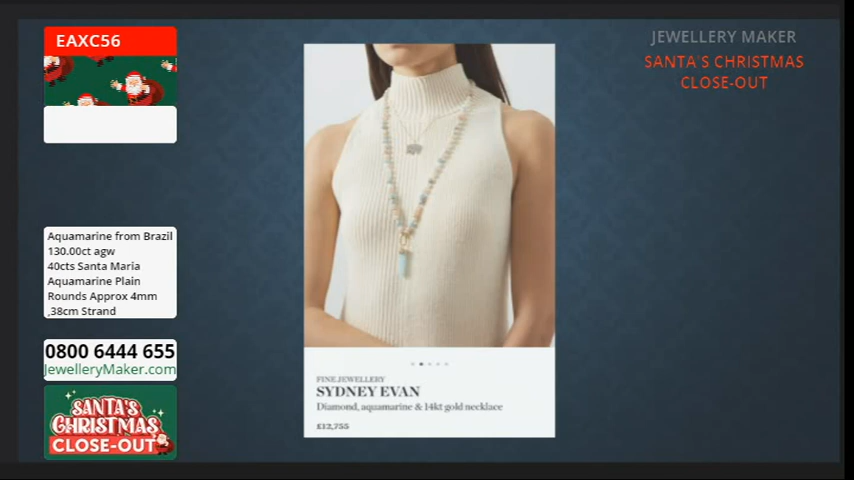 EAXC56
Aquamarine from Brazil
130.00ct agw
40cts Santa Maria
Aquamarine Plain
Rounds Approx 4mm
,38cm Strand
0800 6444 655
JewelleryMaker.com
SANTA'S
CHRISTMAS
CLOSE-OUT
FINE JEWELLERY
SYDNEY EVAN
Diamond, aquamarine & 14kt gold necklace
£12,755
JEWELLERY MAKER
SANTA'S CHRISTMAS
CLOSE-OUT